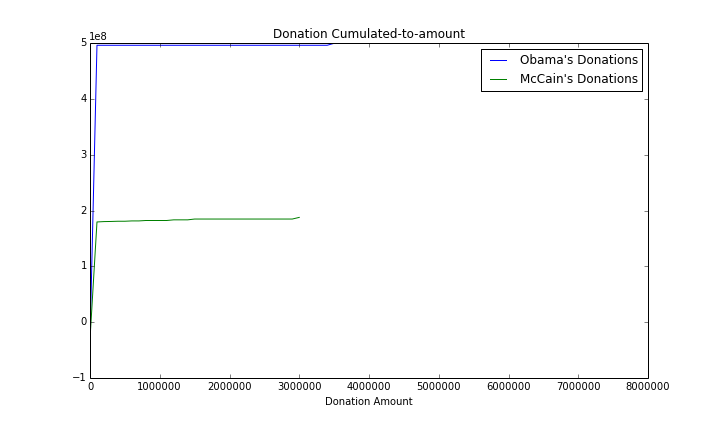 Donation Cumulated-to-amount
1e8
Obama's Donations
McCain's Donations
5
4
3
2
1
0
−1
0 1000000 2000000 3000000 4000000 5000000 6000000 7000000 8000000
Donation Amount